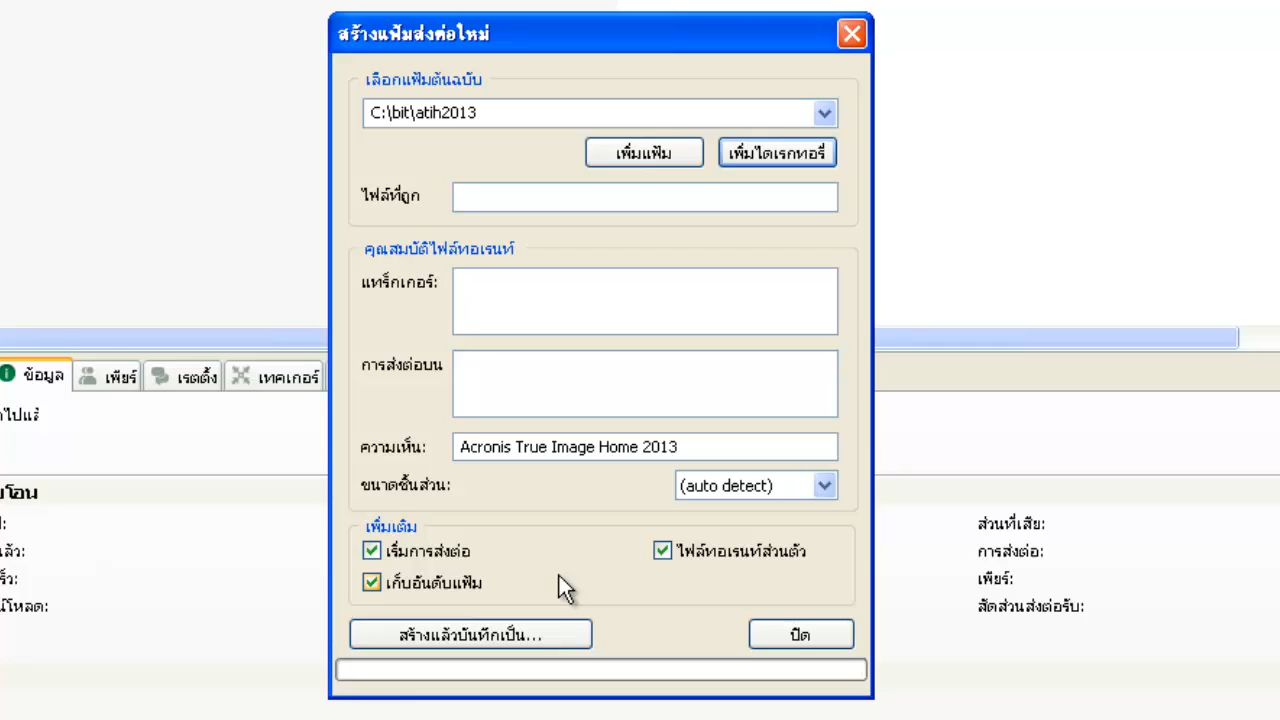 สร้างแฟ้มส่งต่อใหม่
เลือกแฟ้มต้นฉบับ
C:\bit\atih2013
เพิ่มแฟ้ม
เพิ่มไดเรกทอรี่
ไฟล์ที่ถูก
คุณสมบัติไฟล์ทอเรนท์
แทร็กเกอร์:
การส่งต่อบน
ความเห็น: Acronis True Image Home 2013
ขนาดชิ้นส่วน: (auto detect)
เพิ่มเติม
เริ่มการส่งต่อ
ไฟล์ทอเรนท์ส่วนตัว
เก็บอันดับแฟ้ม
สร้างแล้วบันทึกเป็น...
ปิด
ข้อมูล
เพียร์
เรตติ้ง
เทคเกอร์
โอน
ล้ว:
ร็ว:
โหลด:
ส่วนที่เสีย:
การส่งต่อ:
เพียร์:
สัดส่วนส่งต่อรับ: